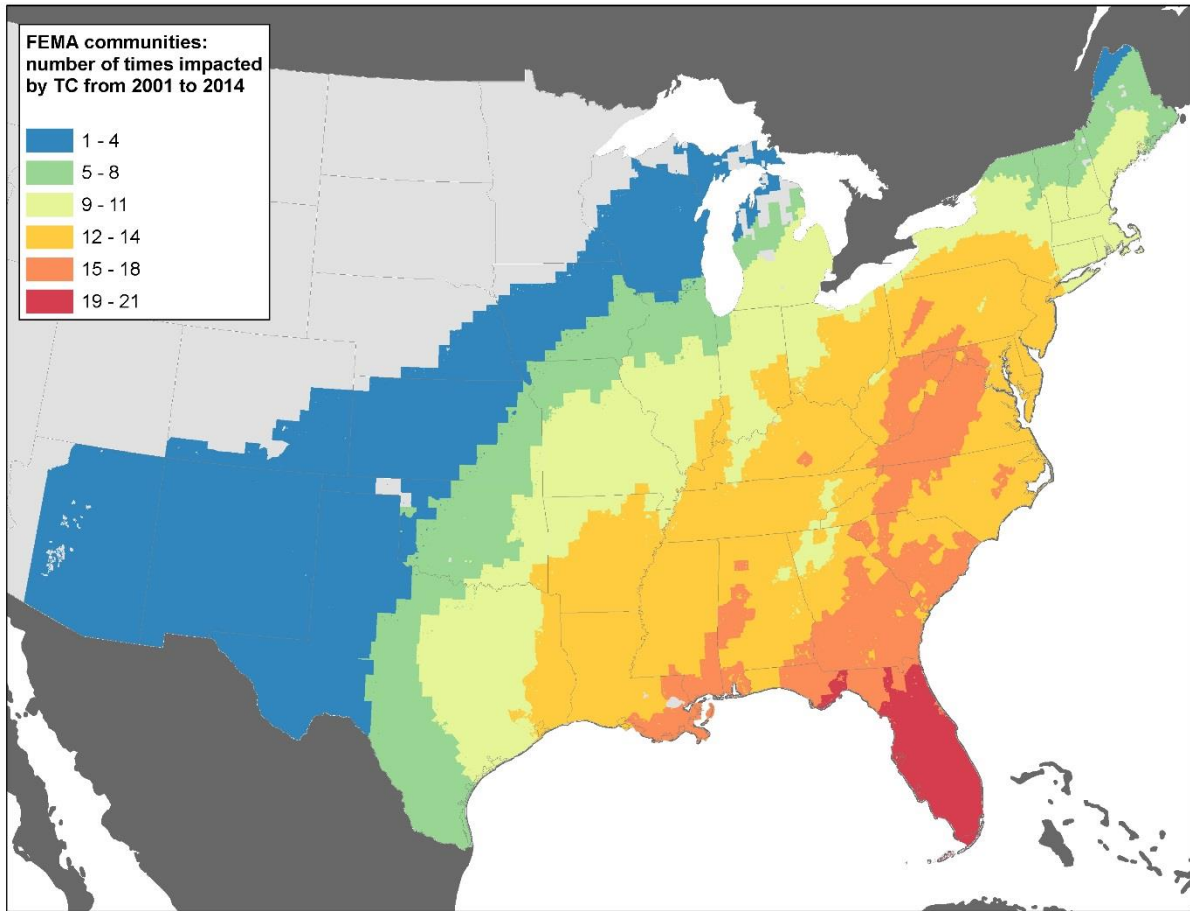 FEMA communities:
number of times impacted
by TC from 2001 to 2014
1 - 4
5 - 8
9 - 11
12 - 14
15 - 18
19 - 21